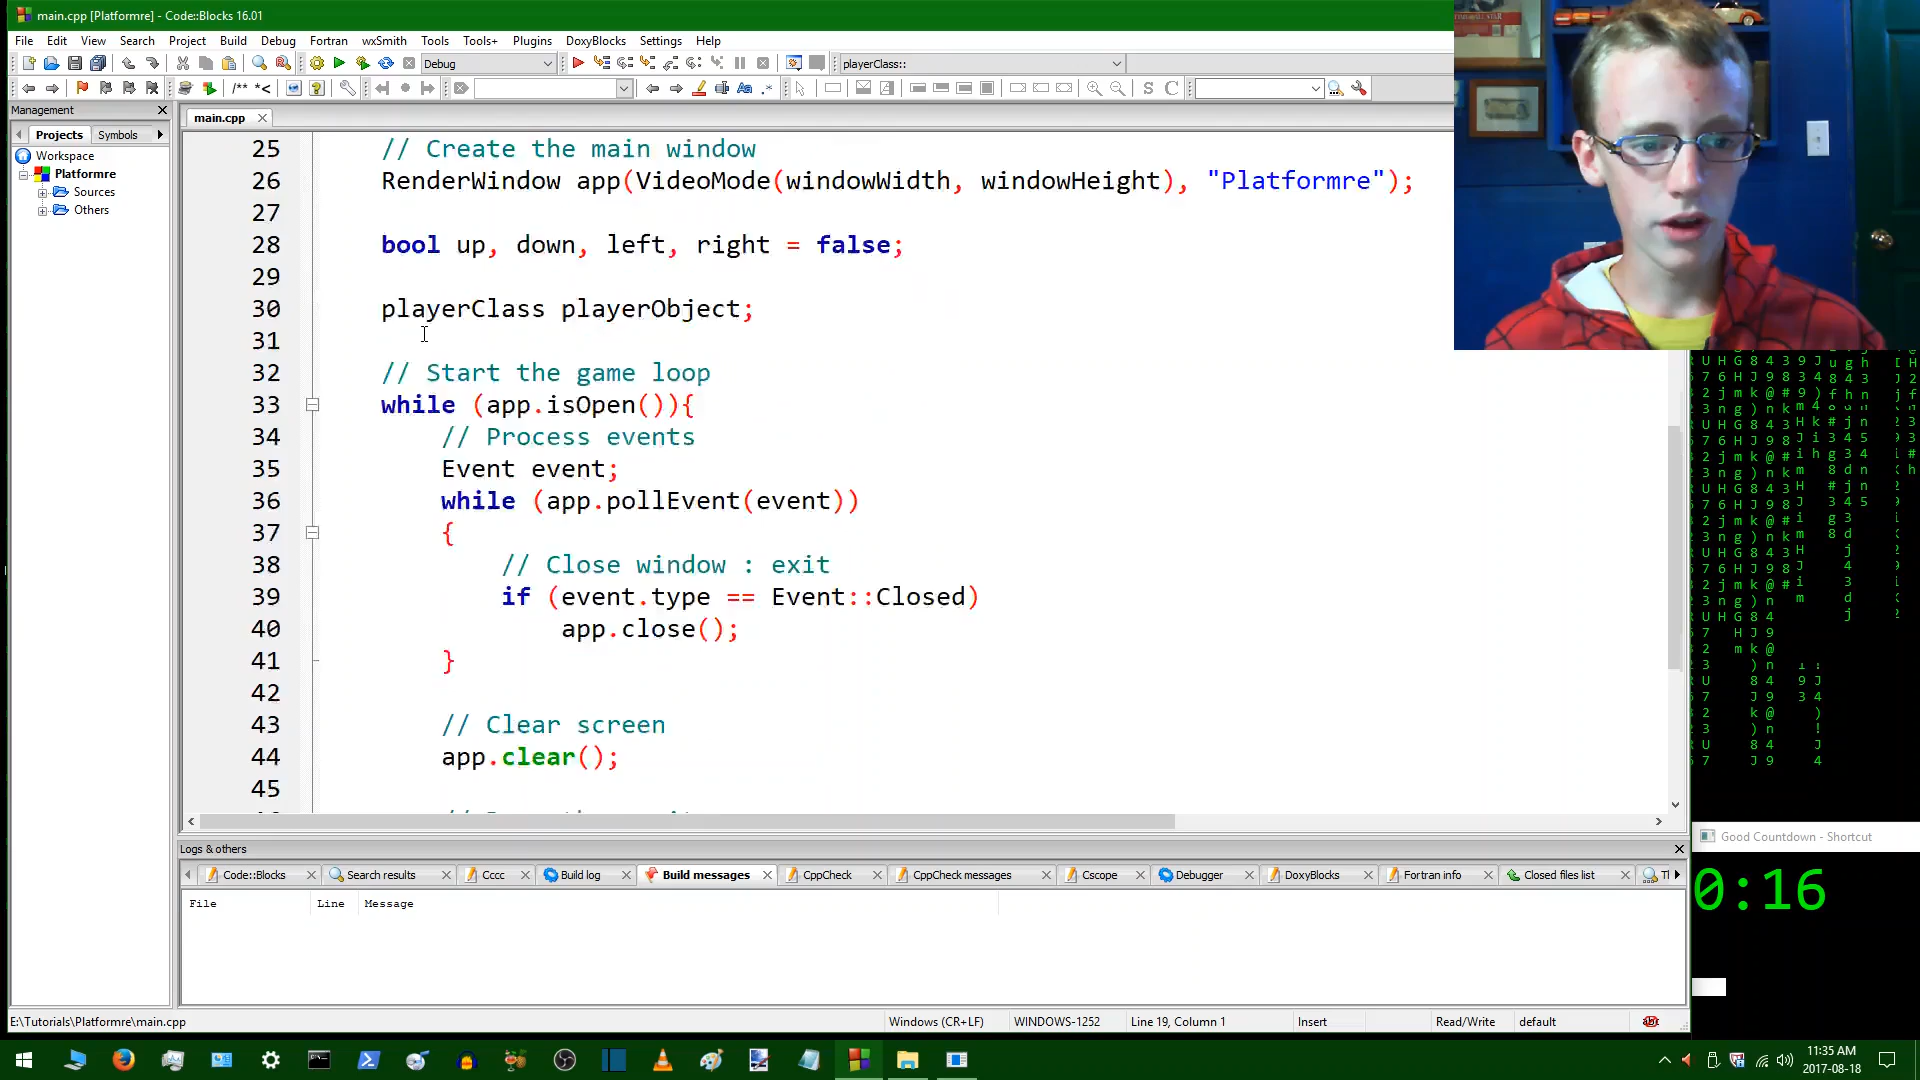 main.cpp [Platformre] - Code::Blocks 16.01
File Edit View Search Project Build Debug Fortran wxSmith Tools Tools+ Plugins DoxyBlocks Settings Help
Debug
playerClass::
/** *<
Management
Projects Symbols
main.cpp
Workspace
Platformre
Sources
Others
25 // Create the main window
26 RenderWindow app(VideoMode(windowWidth, windowHeight), "Platformre");
27
28 bool up, down, left, right = false;
29
30 playerClass playerObject;
31
32 // Start the game loop
33 while (app.isOpen()){
34 // Process events
35 Event event;
36 while (app.pollEvent(event))
37 {
38 // Close window : exit
39 if (event.type == Event::Closed)
40 app.close();
41 }
42
43 // Clear screen
44 app.clear();
45
Good Countdown - Shortcut
0:16
Logs & others
Code::Blocks Search results Cccc Build log Build messages CppCheck CppCheck messages Cscope Debugger DoxyBlocks Fortran info Closed files list
File Line Message
E:\Tutorials\Platformre\main.cpp Windows (CR+LF) WINDOWS-1252 Line 19, Column 1 Insert Read/Write default
11:35 AM
2017-08-18